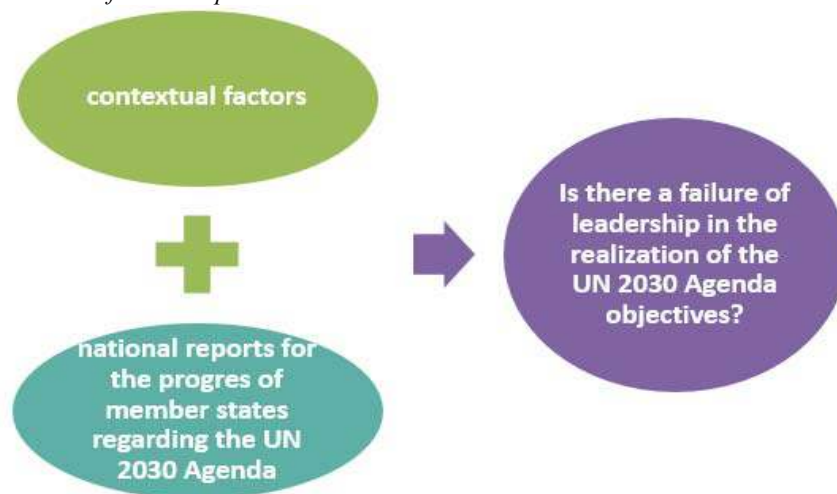 contextual factors
national reports for
the progres of
member states
regarding the UN
2030 Agenda
Is there a failure of
leadership in the
realization of the
UN 2030 Agenda
objectives?